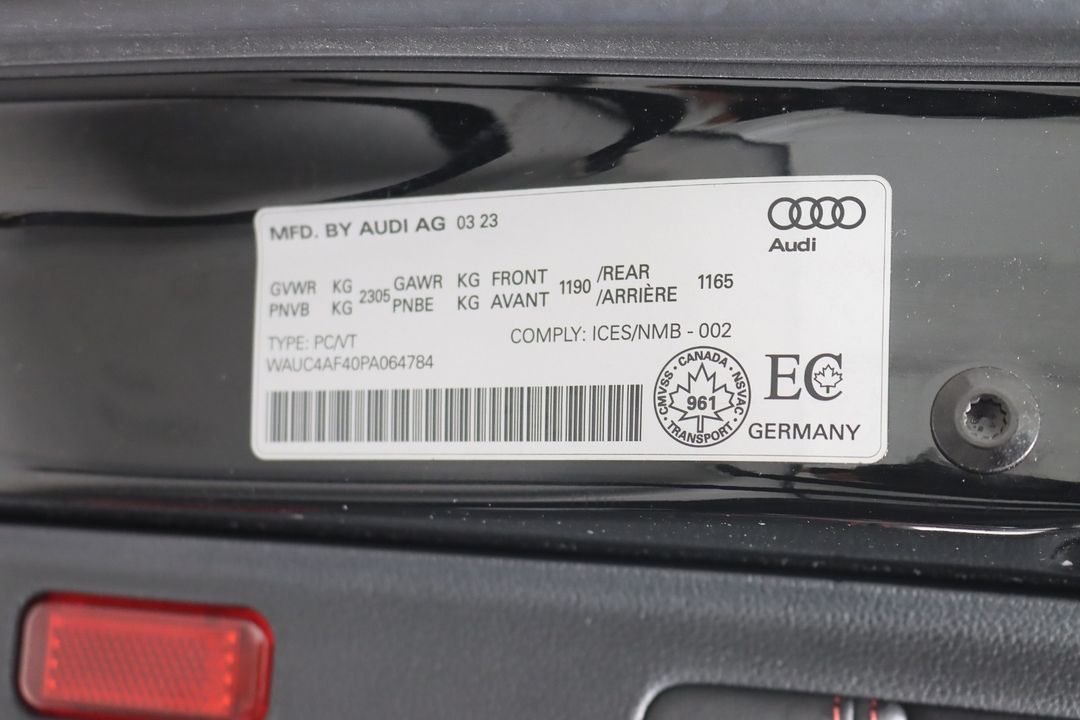 MFD. BY AUDI AG 03 23
Audi
GVWR KG 2305 GAWR KG FRONT 1190 /REAR 1165
PNVB KG PNBE KG AVANT /ARRIÈRE
TYPE: PC/VT
COMPLY: ICES/NMB - 002
WAUC4AF40PA064784
CMVSS · CANADA · NSVAC · TRANSPORT ·
961
EC
GERMANY